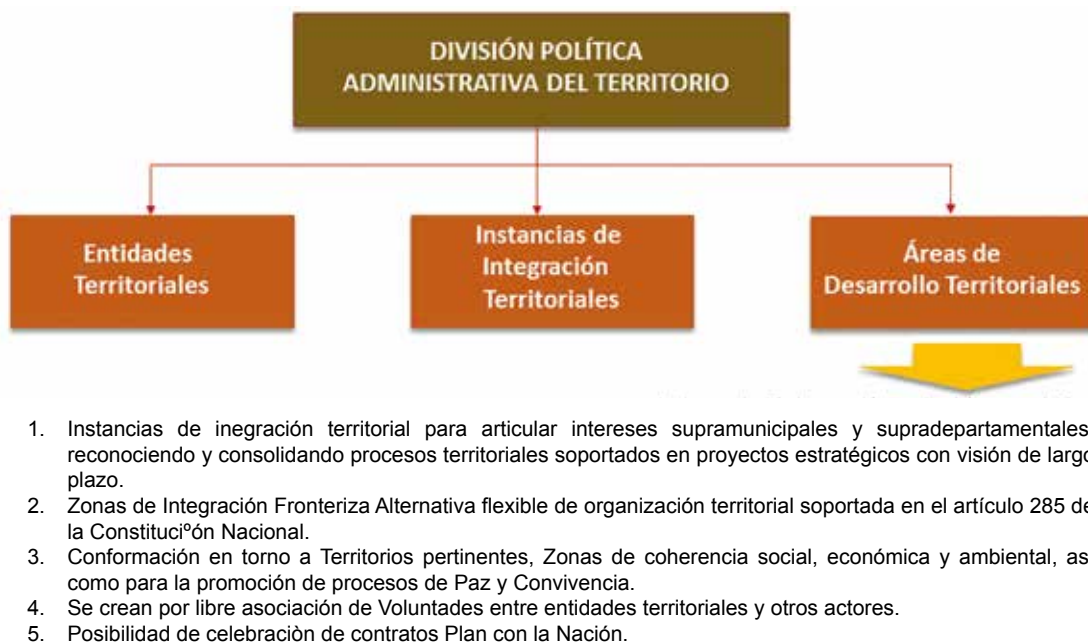 DIVISIÓN POLÍTICA
ADMINISTRATIVA DEL TERRITORIO
Entidades
Territoriales
Instancias de
Integración
Territoriales
Áreas de
Desarrollo Territoriales
1. Instancias de inegración territorial para articular intereses supramunicipales y supradepartamentales
reconociendo y consolidando procesos territoriales soportados en proyectos estratégicos con visión de largo
plazo.
2. Zonas de Integración Fronteriza Alternativa flexible de organización territorial soportada en el artículo 285 de
la Constituciºón Nacional.
3. Conformación en torno a Territorios pertinentes, Zonas de coherencia social, económica y ambiental, as
como para la promoción de procesos de Paz y Convivencia.
4. Se crean por libre asociación de Voluntades entre entidades territoriales y otros actores.
5. Posibilidad de celebraciòn de contratos Plan con la Nación.